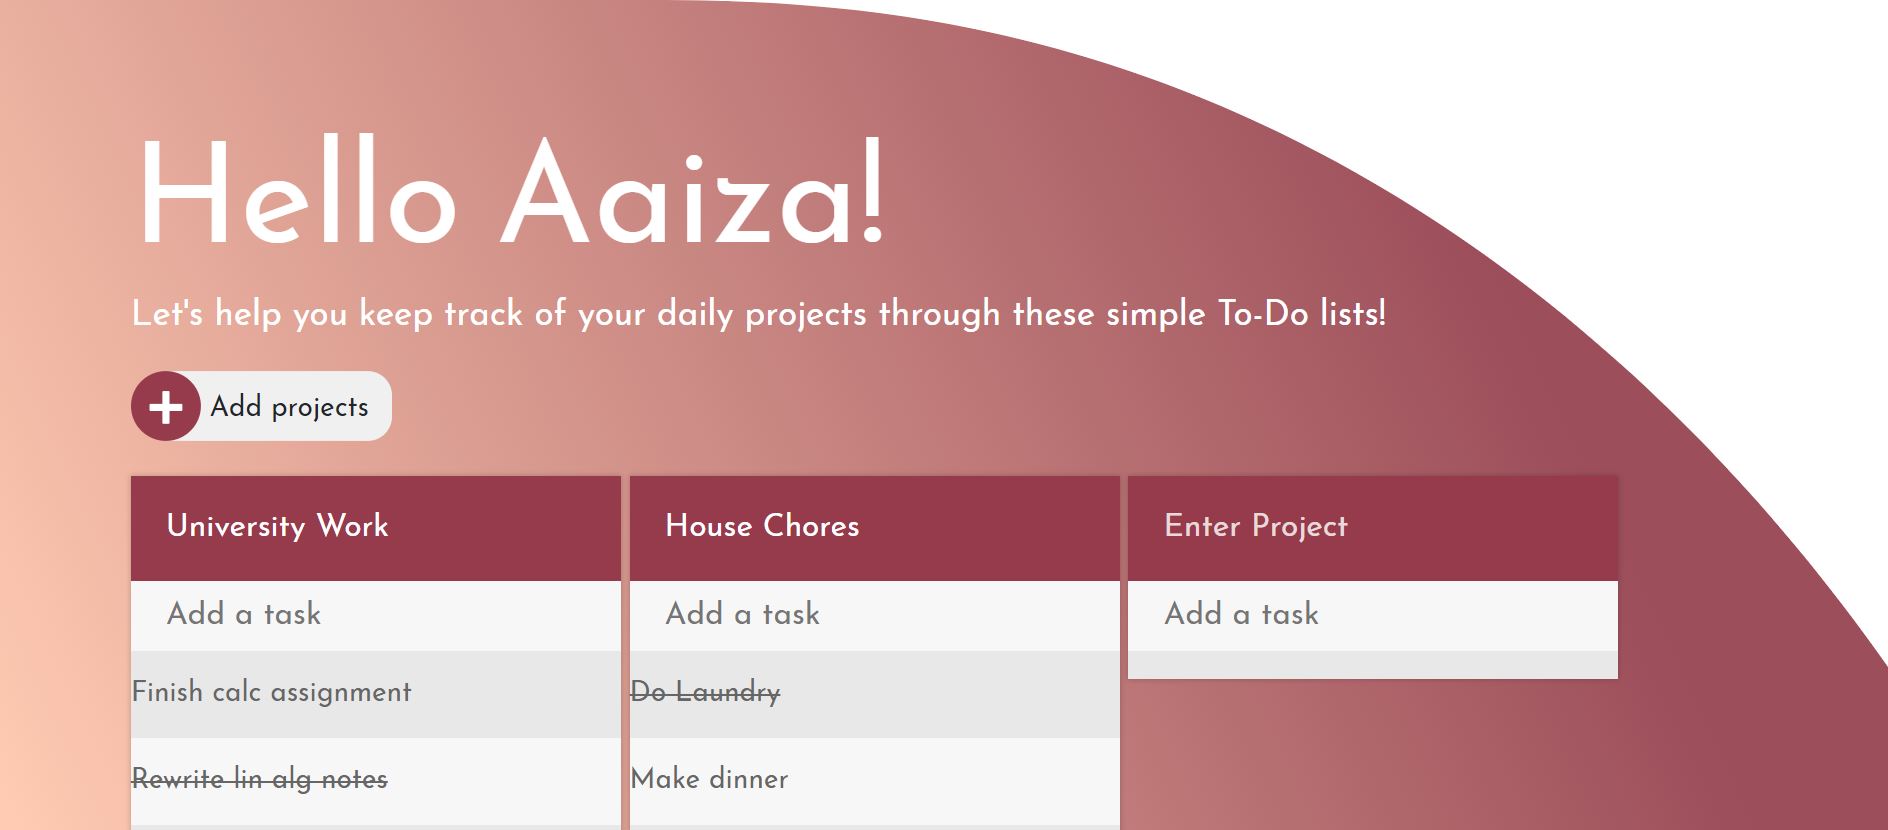 Hello Aaiza!
Let's help you keep track of your daily projects through these simple To-Do lists!
Add projects
University Work
Add a task
Finish calc assignment
Rewrite lin alg notes
House Chores
Add a task
Do Laundry
Make dinner
Enter Project
Add a task